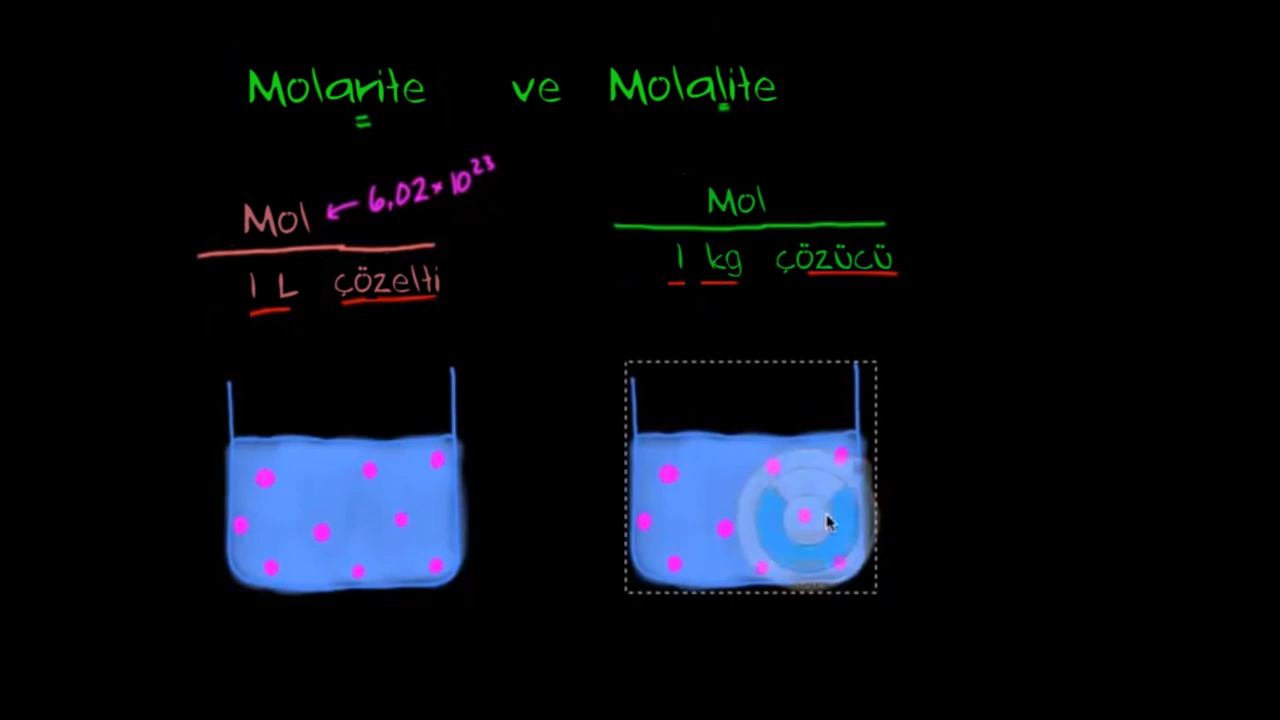 Molarite ve Molalite
Mol ← 6,02 × 10²³
1 L çözelti
Mol
1 kg çözücü